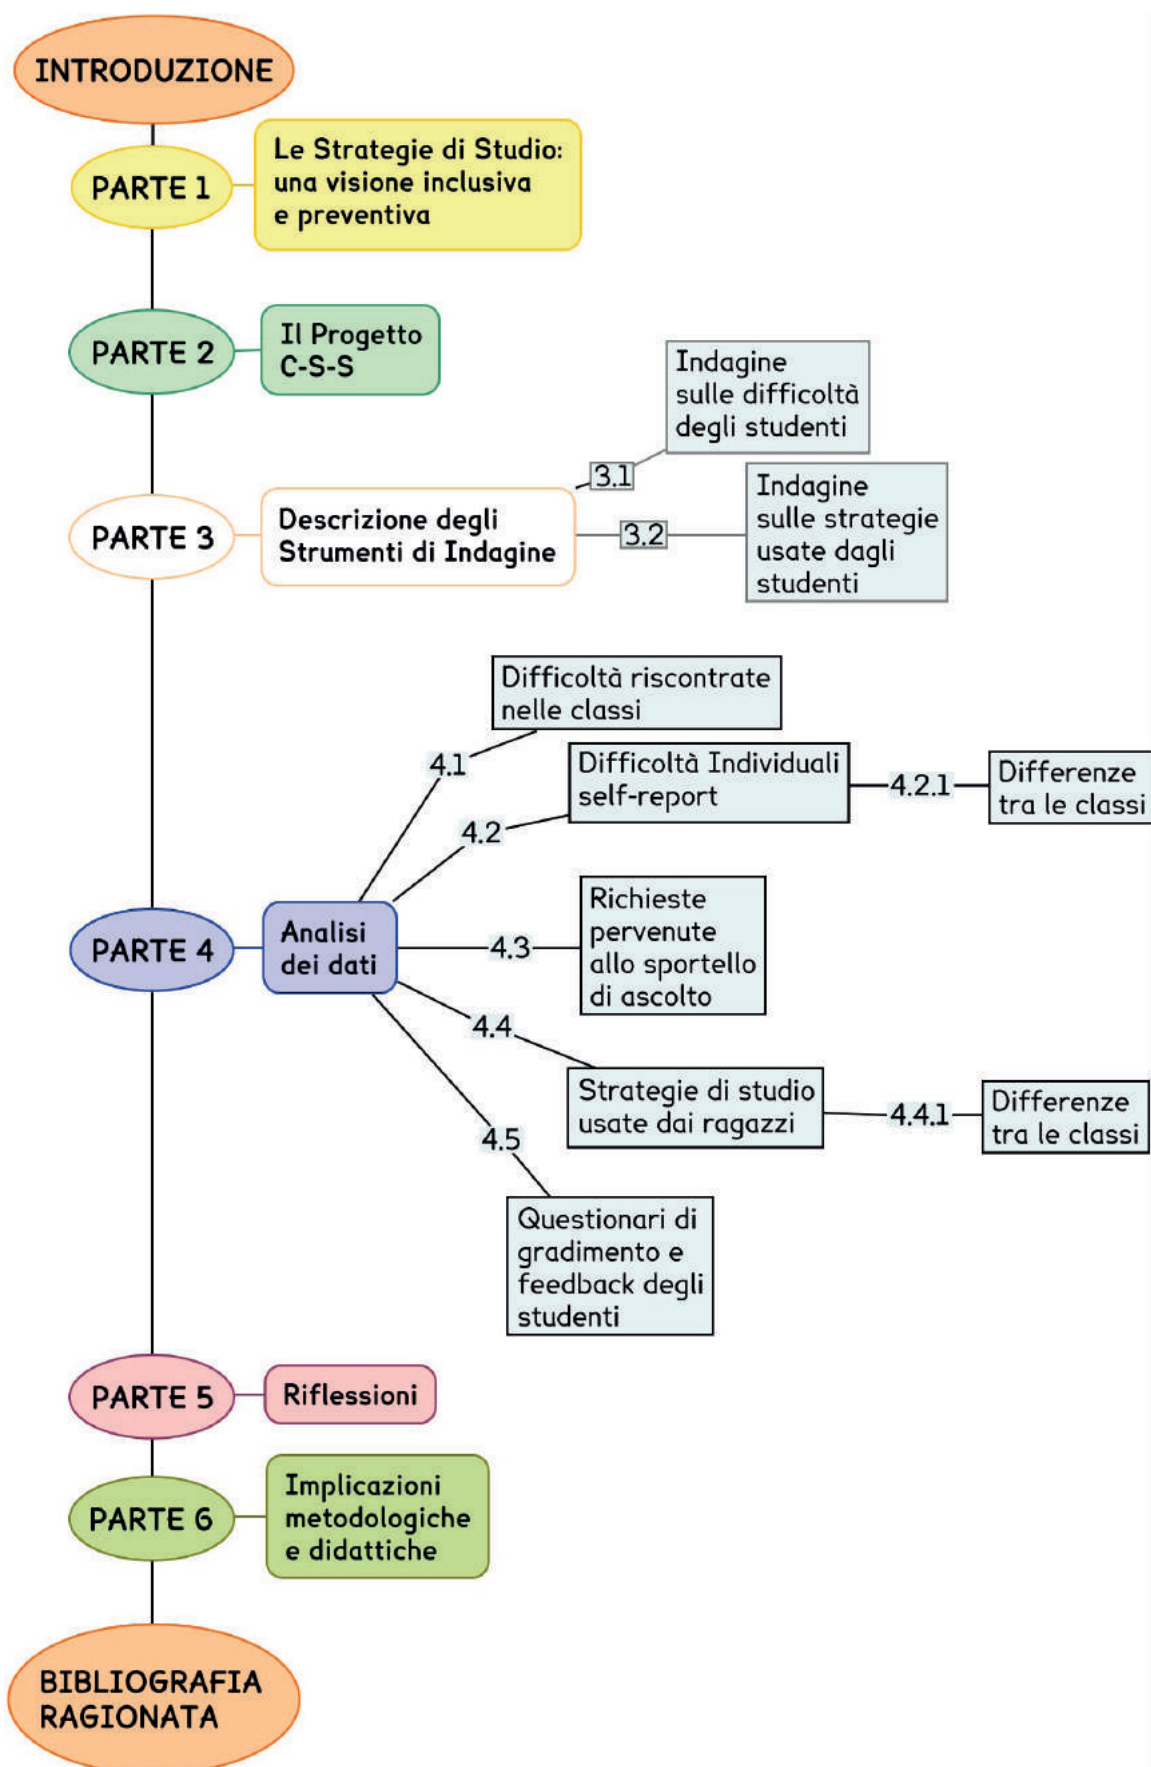 INTRODUZIONE
PARTE 1
Le Strategie di Studio:
una visione inclusiva
e preventiva
PARTE 2
Il Progetto
C-S-S
PARTE 3
Descrizione degli
Strumenti di Indagine
3.1
Indagine
sulle difficoltà
degli studenti
3.2
Indagine
sulle strategie
usate dagli
studenti
PARTE 4
Analisi
dei dati
4.1
Difficoltà riscontrate
nelle classi
4.2
Difficoltà Individuali
self-report
4.2.1
Differenze
tra le classi
4.3
Richieste
pervenute
allo sportello
di ascolto
4.4
Strategie di studio
usate dai ragazzi
4.4.1
Differenze
tra le classi
4.5
Questionari di
gradimento e
feedback degli
studenti
PARTE 5
Riflessioni
PARTE 6
Implicazioni
metodologiche
e didattiche
BIBLIOGRAFIA
RAGIONATA